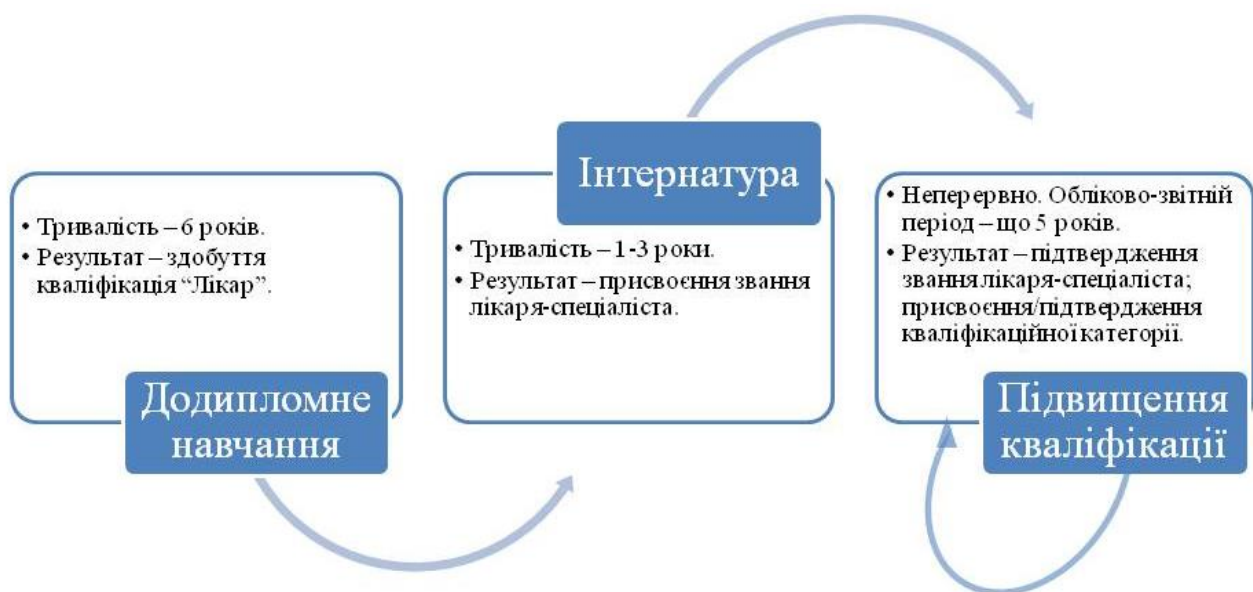 • Тривалість – 6 років.
• Результат – здобуття
кваліфікація “Лікар”.
Додипломне
навчання
Інтернатура
• Тривалість – 1-3 роки.
• Результат – присвоєння звання
лікаря-спеціаліста.
• Неперервно. Обліково-звітній
період – що 5 років.
• Результат – підтвердження
звання лікаря-спеціаліста;
присвоєння/підтвердження
кваліфікаційної категорії.
Підвищення
кваліфікації